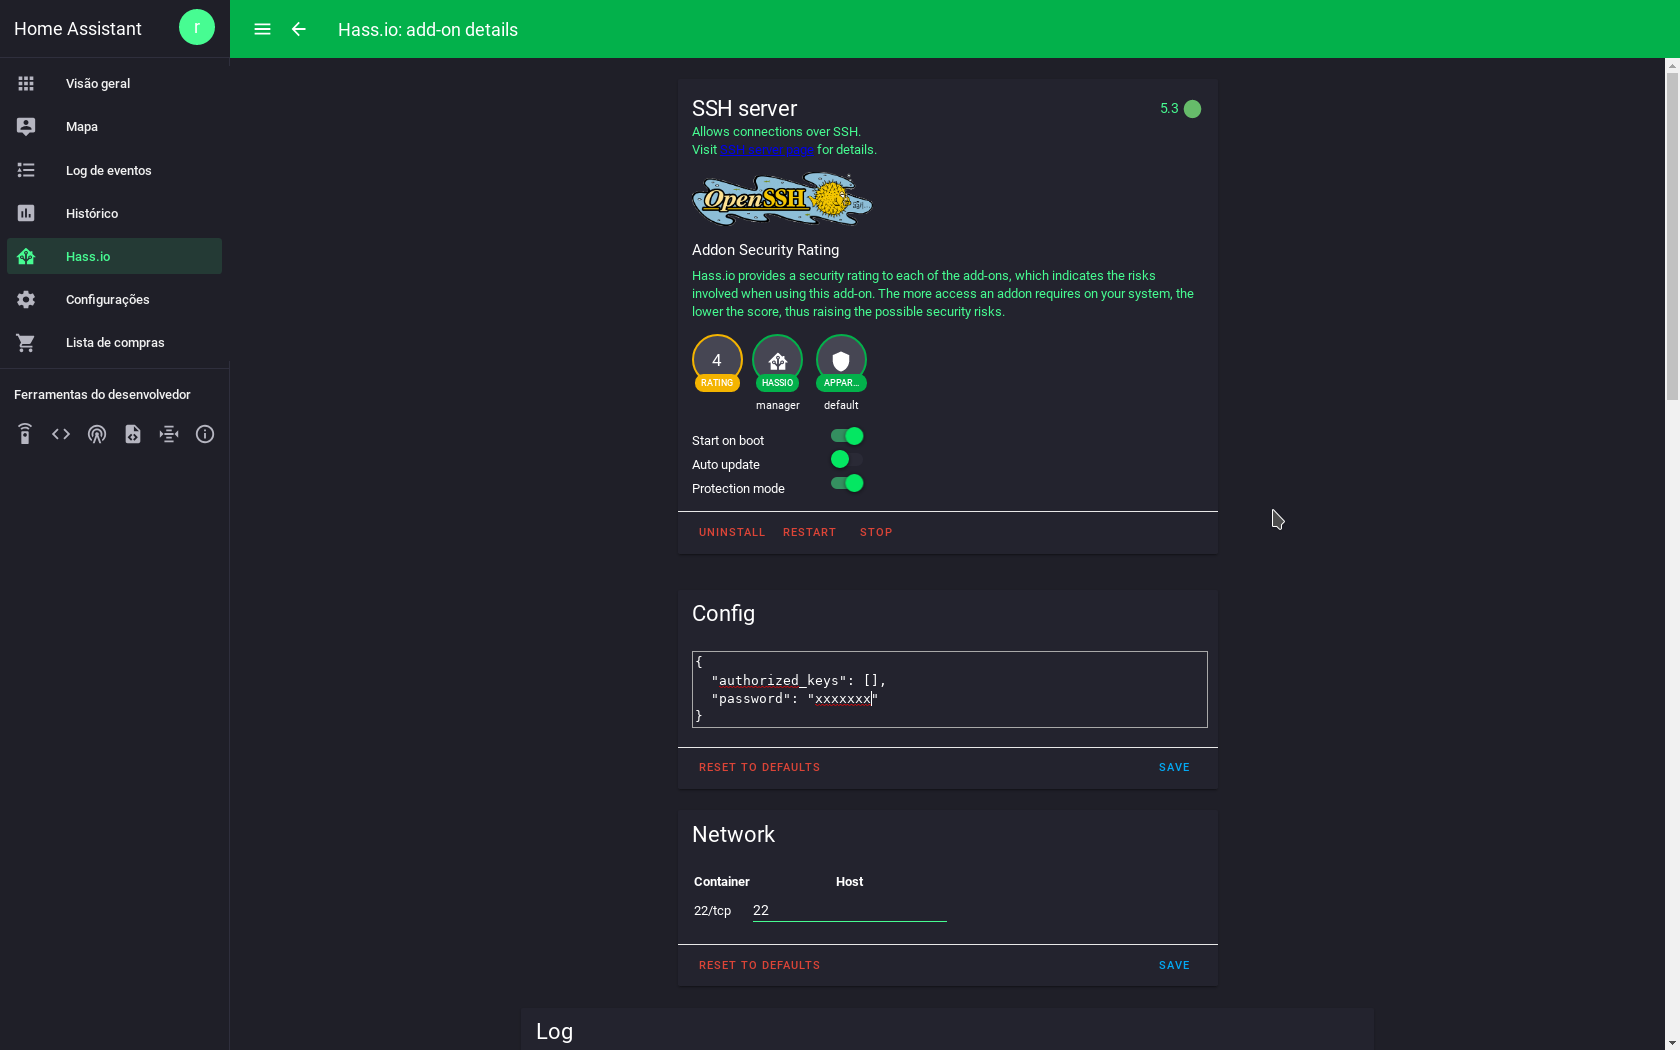 Home Assistant
r
Hass.io: add-on details
Visão geral
Mapa
Log de eventos
Histórico
Hass.io
Configurações
Lista de compras
Ferramentas do desenvolvedor
SSH server
5.3
Allows connections over SSH.
Visit SSH server page for details.
OpenSSH
Addon Security Rating
Hass.io provides a security rating to each of the add-ons, which indicates the risks
involved when using this add-on. The more access an addon requires on your system, the
lower the score, thus raising the possible security risks.
4
RATING
HASSIO
APPAR...
manager
default
Start on boot
Auto update
Protection mode
UNINSTALL RESTART STOP
Config
{
"authorized_keys": [],
"password": "xxxxxxx"
}
RESET TO DEFAULTS
SAVE
Network
Container Host
22/tcp 22
RESET TO DEFAULTS
SAVE
Log